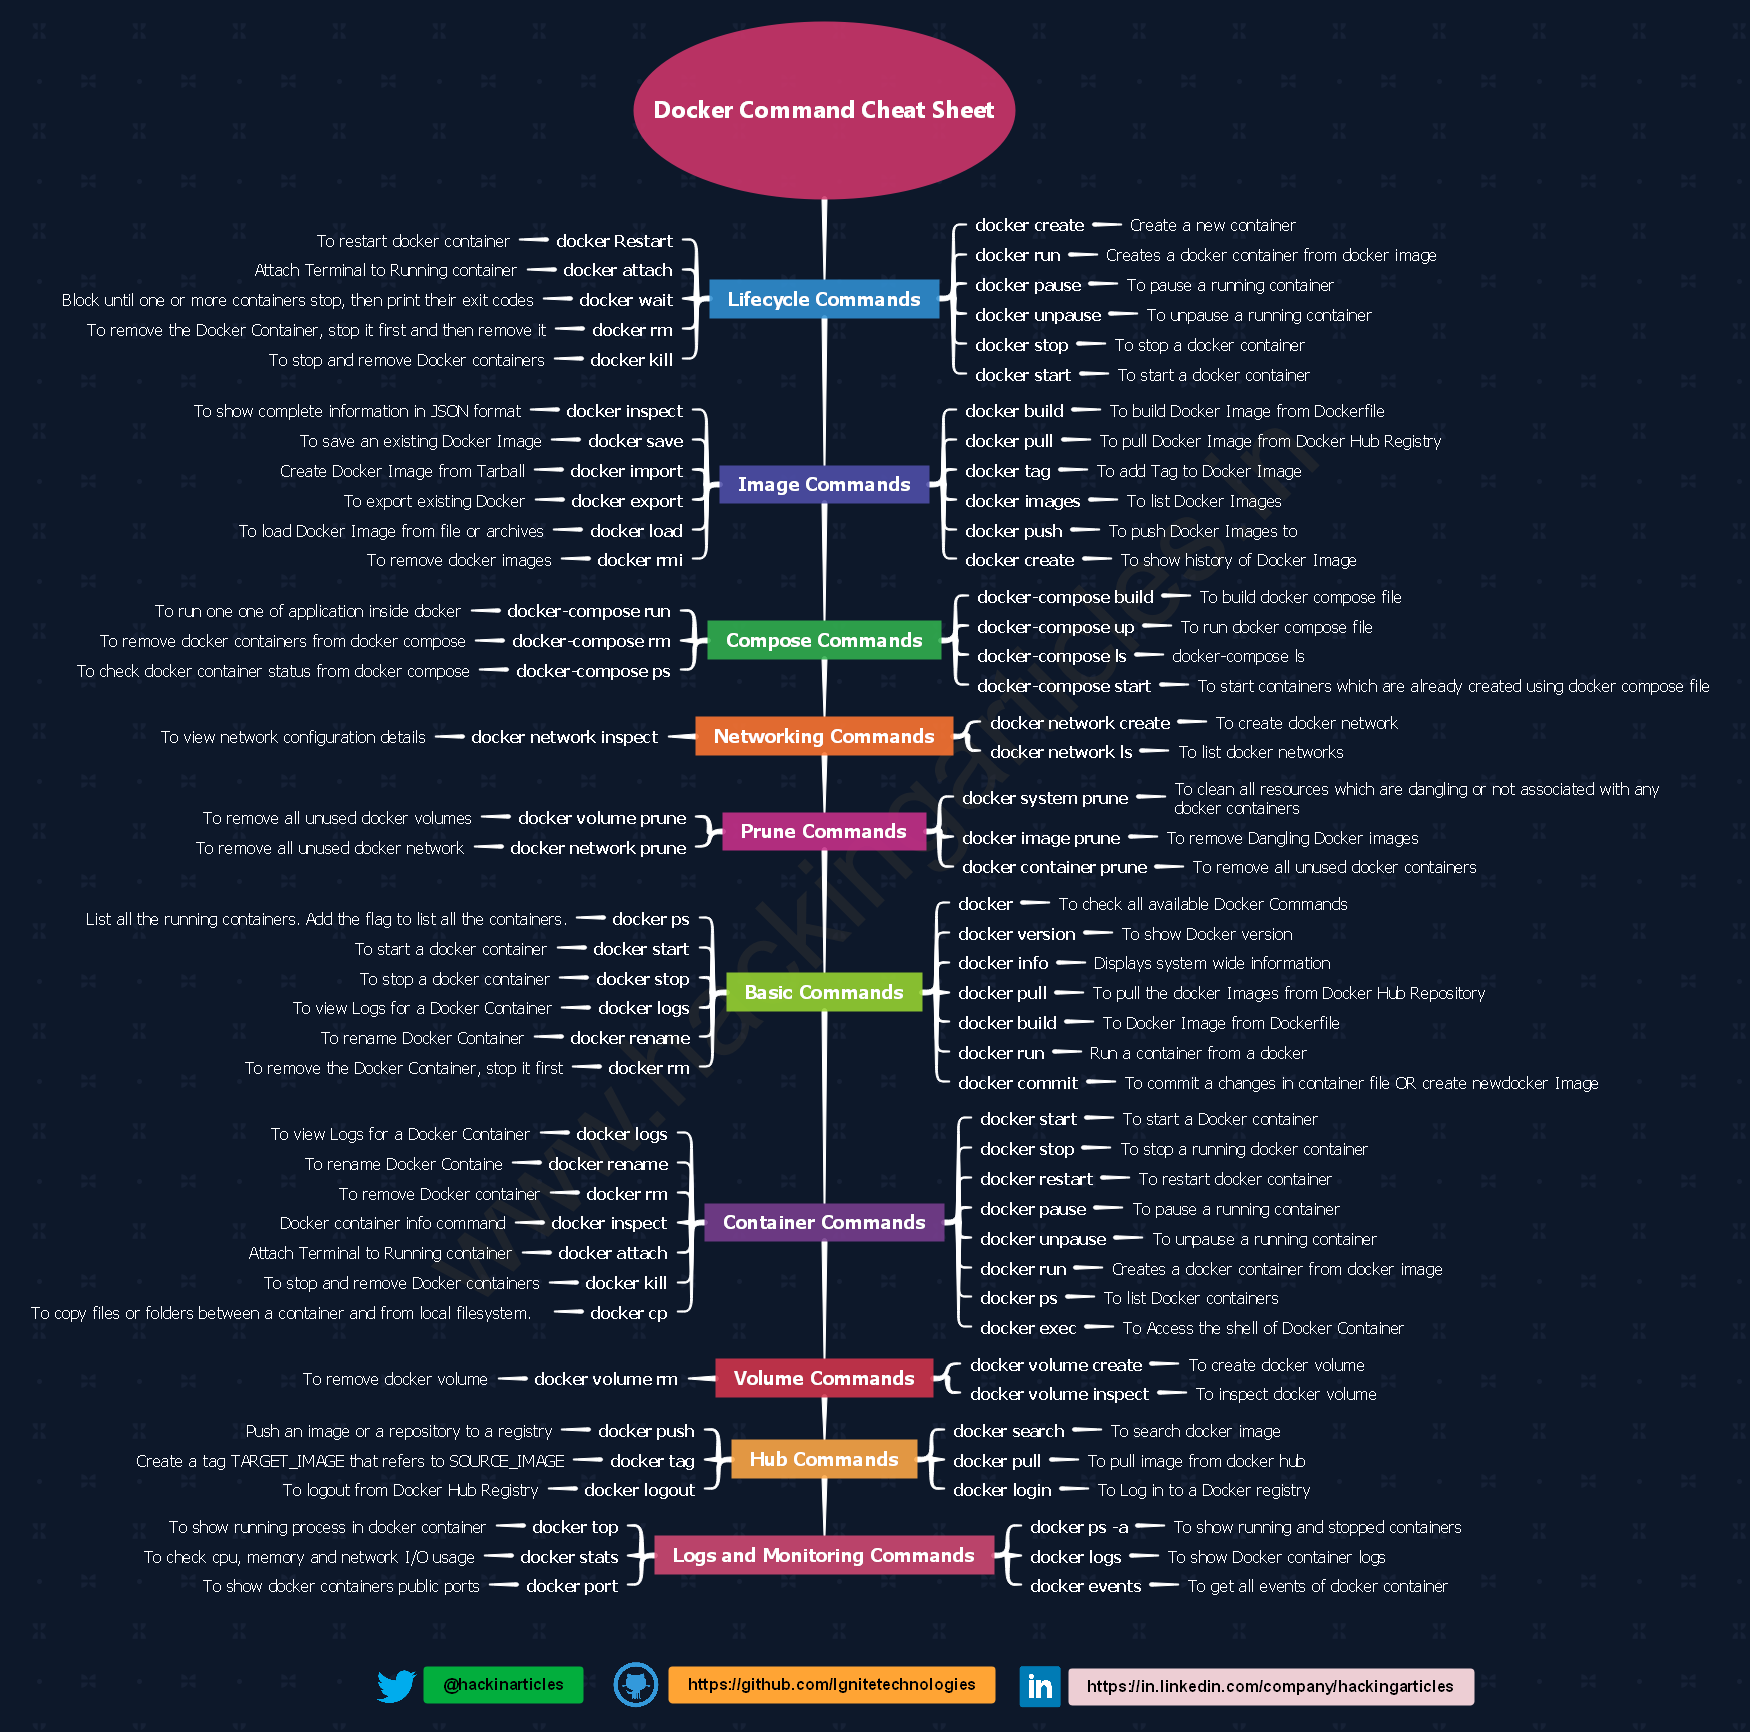 Docker Command Cheat Sheet
Lifecycle Commands
docker create Create a new container
docker run Creates a docker container from docker image
docker pause To pause a running container
docker unpause To unpause a running container
docker stop To stop a docker container
docker start To start a docker container
To restart docker container docker Restart
Attach Terminal to Running container docker attach
Block until one or more containers stop, then print their exit codes docker wait
To remove the Docker Container, stop it first and then remove it docker rm
To stop and remove Docker containers docker kill
Image Commands
docker build To build Docker Image from Dockerfile
docker pull To pull Docker Image from Docker Hub Registry
docker tag To add Tag to Docker Image
docker images To list Docker Images
docker push To push Docker Images to
docker create To show history of Docker Image
To show complete information in JSON format docker inspect
To save an existing Docker Image docker save
Create Docker Image from Tarball docker import
To export existing Docker docker export
To load Docker Image from file or archives docker load
To remove docker images docker rmi
Compose Commands
docker-compose build To build docker compose file
docker-compose up To run docker compose file
docker-compose ls docker-compose ls
docker-compose start To start containers which are already created using docker compose file
To run one one of application inside docker docker-compose run
To remove docker containers from docker compose docker-compose rm
To check docker container status from docker compose docker-compose ps
Networking Commands
docker network create To create docker network
docker network ls To list docker networks
To view network configuration details docker network inspect
Prune Commands
docker system prune To clean all resources which are dangling or not associated with any
docker containers
docker image prune To remove Dangling Docker images
docker container prune To remove all unused docker containers
To remove all unused docker volumes docker volume prune
To remove all unused docker network docker network prune
Basic Commands
docker To check all available Docker Commands
docker version To show Docker version
docker info Displays system wide information
docker pull To pull the docker Images from Docker Hub Repository
docker build To Docker Image from Dockerfile
docker run Run a container from a docker
docker commit To commit a changes in container file OR create newdocker Image
List all the running containers. Add the flag to list all the containers. docker ps
To start a docker container docker start
To stop a docker container docker stop
To view Logs for a Docker Container docker logs
To rename Docker Container docker rename
To remove the Docker Container, stop it first docker rm
Container Commands
docker start To start a Docker container
docker stop To stop a running docker container
docker restart To restart docker container
docker pause To pause a running container
docker unpause To unpause a running container
docker run Creates a docker container from docker image
docker ps To list Docker containers
docker exec To Access the shell of Docker Container
To view Logs for a Docker Container docker logs
To rename Docker Containe docker rename
To remove Docker container docker rm
Docker container info command docker inspect
Attach Terminal to Running container docker attach
To stop and remove Docker containers docker kill
To copy files or folders between a container and from local filesystem. docker cp
Volume Commands
docker volume create To create docker volume
docker volume inspect To inspect docker volume
To remove docker volume docker volume rm
Hub Commands
docker search To search docker image
docker pull To pull image from docker hub
docker login To Log in to a Docker registry
Push an image or a repository to a registry docker push
Create a tag TARGET_IMAGE that refers to SOURCE_IMAGE docker tag
To logout from Docker Hub Registry docker logout
Logs and Monitoring Commands
docker ps -a To show running and stopped containers
docker logs To show Docker container logs
docker events To get all events of docker container
To show running process in docker container docker top
To check cpu, memory and network I/O usage docker stats
To show docker containers public ports docker port
www.hackingarticles.in
@hackinarticles
https://github.com/Ignitetechnologies
in
https://in.linkedin.com/company/hackingarticles